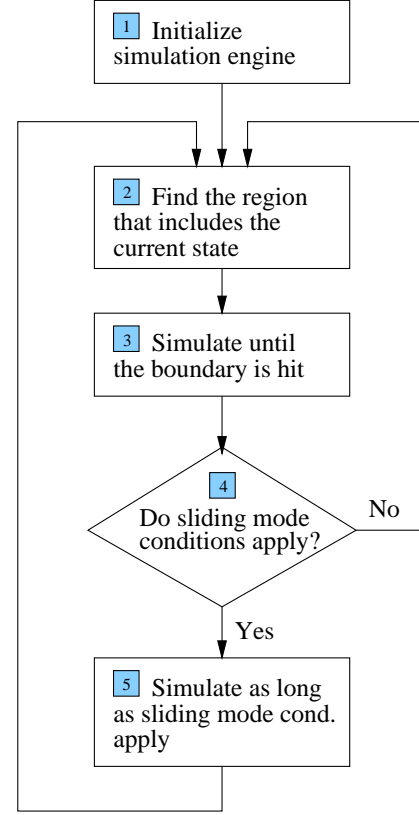 1 Initialize
simulation engine
2 Find the region
that includes the
current state
3 Simulate until
the boundary is hit
4
Do sliding mode
conditions apply?
No
Yes
5 Simulate as long
as sliding mode cond.
apply